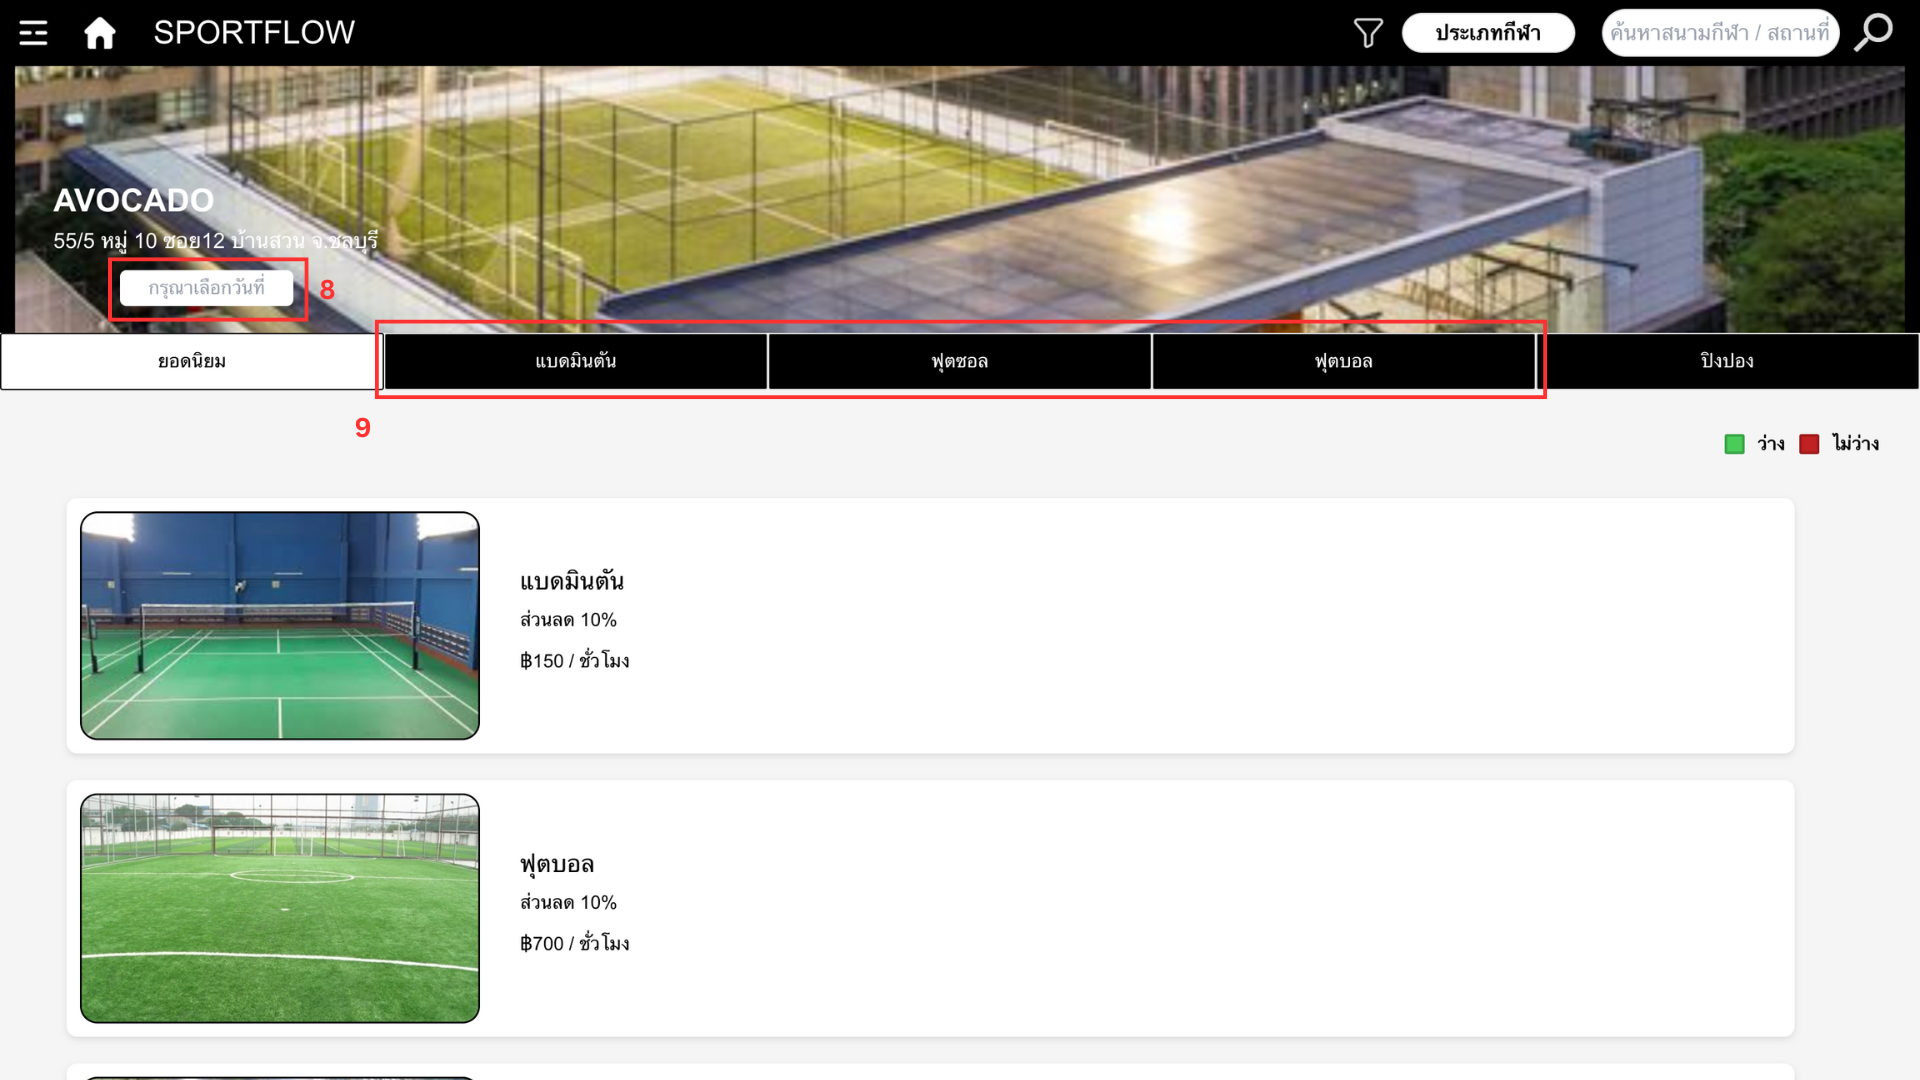 SPORTFLOW
ประเภทกีฬา
ค้นหาสนามกีฬา / สถานที่
AVOCADO
55/5 หมู่ 10 ซอย12 บ้านสวน จ.ชลบุรี
กรุณาเลือกวันที่
8
ยอดนิยม
แบดมินตัน
ฟุตซอล
ฟุตบอล
ปิงปอง
9
ว่าง
ไม่ว่าง
แบดมินตัน
ส่วนลด 10%
฿150 / ชั่วโมง
ฟุตบอล
ส่วนลด 10%
฿700 / ชั่วโมง